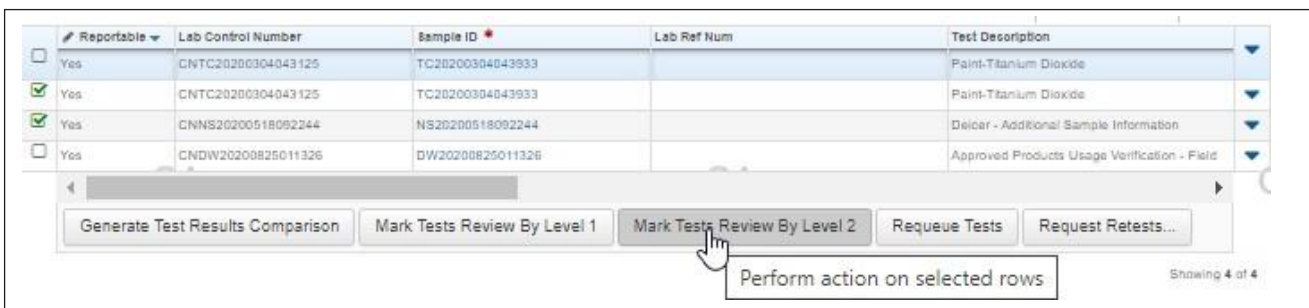 Reportable Lab Control Number Sample ID * Lab Ref Num Test Description
Yes CNTC20200304043125 TC20200304043933 Paint-Titanium Dioxide
Yes CNTC20200304043125 TC20200304043933 Paint-Titanium Dioxide
Yes CNNS20200518092244 NS20200518092244 Deicer - Additional Sample Information
Yes CNDW20200825011326 DW20200825011326 Approved Products Usage Verification - Field
Generate Test Results Comparison Mark Tests Review By Level 1 Mark Tests Review By Level 2 Requeue Tests Request Retests...
Perform action on selected rows
Showing 4 of 4